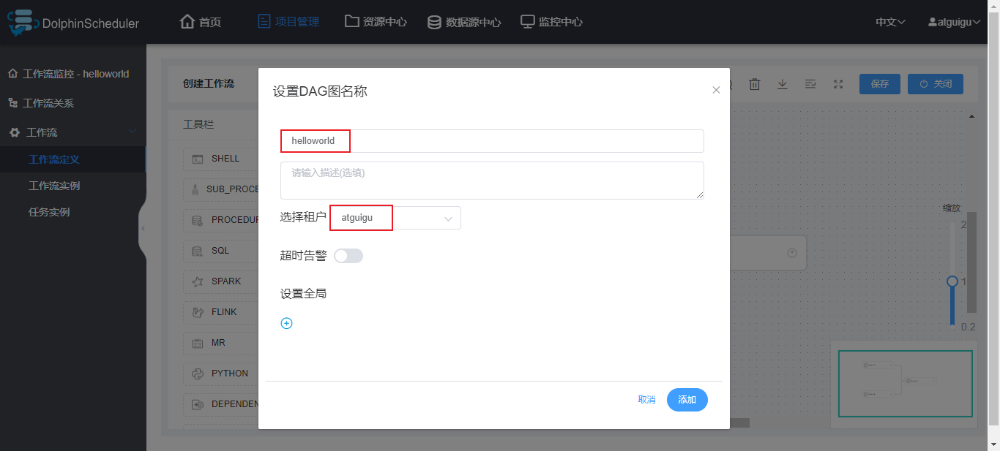 DolphinScheduler 首页 项目管理 资源中心 数据源中心 监控中心 中文 atguigu
工作流监控 - helloworld
工作流关系
工作流
工作流定义
工作流实例
任务实例
创建工作流
保存 关闭
工具栏
SHELL
SUB_PROCE
PROCEDUR
SQL
SPARK
FLINK
MR
PYTHON
DEPENDEN
设置DAG图名称
helloworld
请输入描述(选填)
选择租户 atguigu
超时告警
设置全局
取消 添加
缩放
2
1
0.2